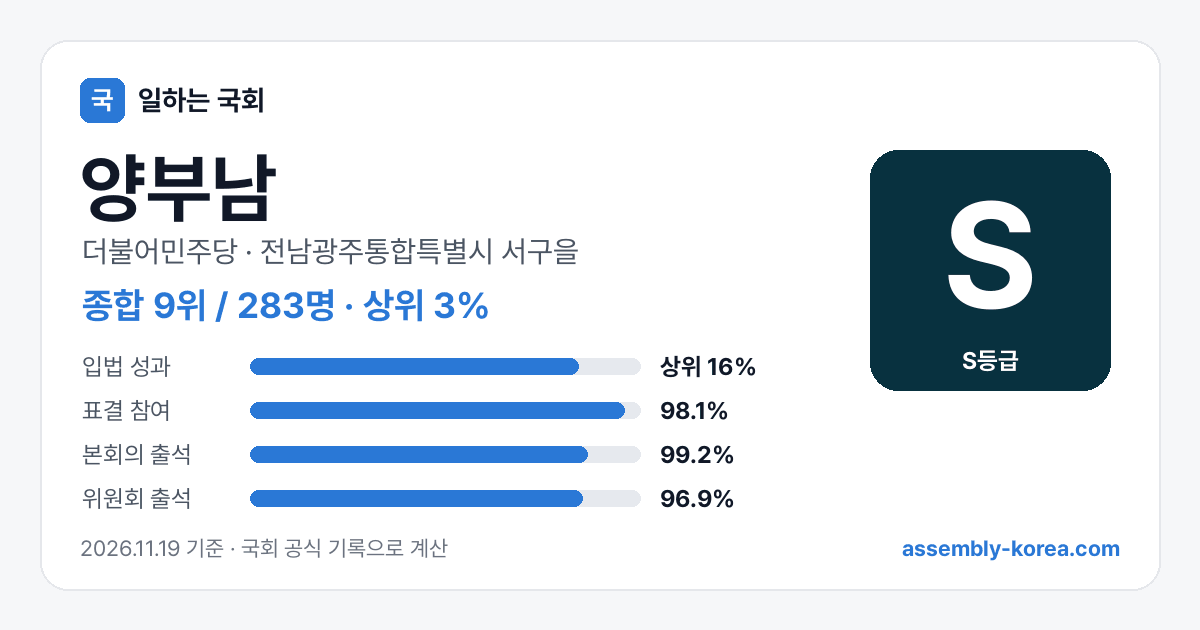 국 일하는 국회
양부남
더불어민주당 · 전남광주통합특별시 서구을
종합 9위 / 283명 · 상위 3%
S
S등급
입법 성과 상위 16%
표결 참여 98.1%
본회의 출석 99.2%
위원회 출석 96.9%
2026.11.19 기준 · 국회 공식 기록으로 계산
assembly-korea.com